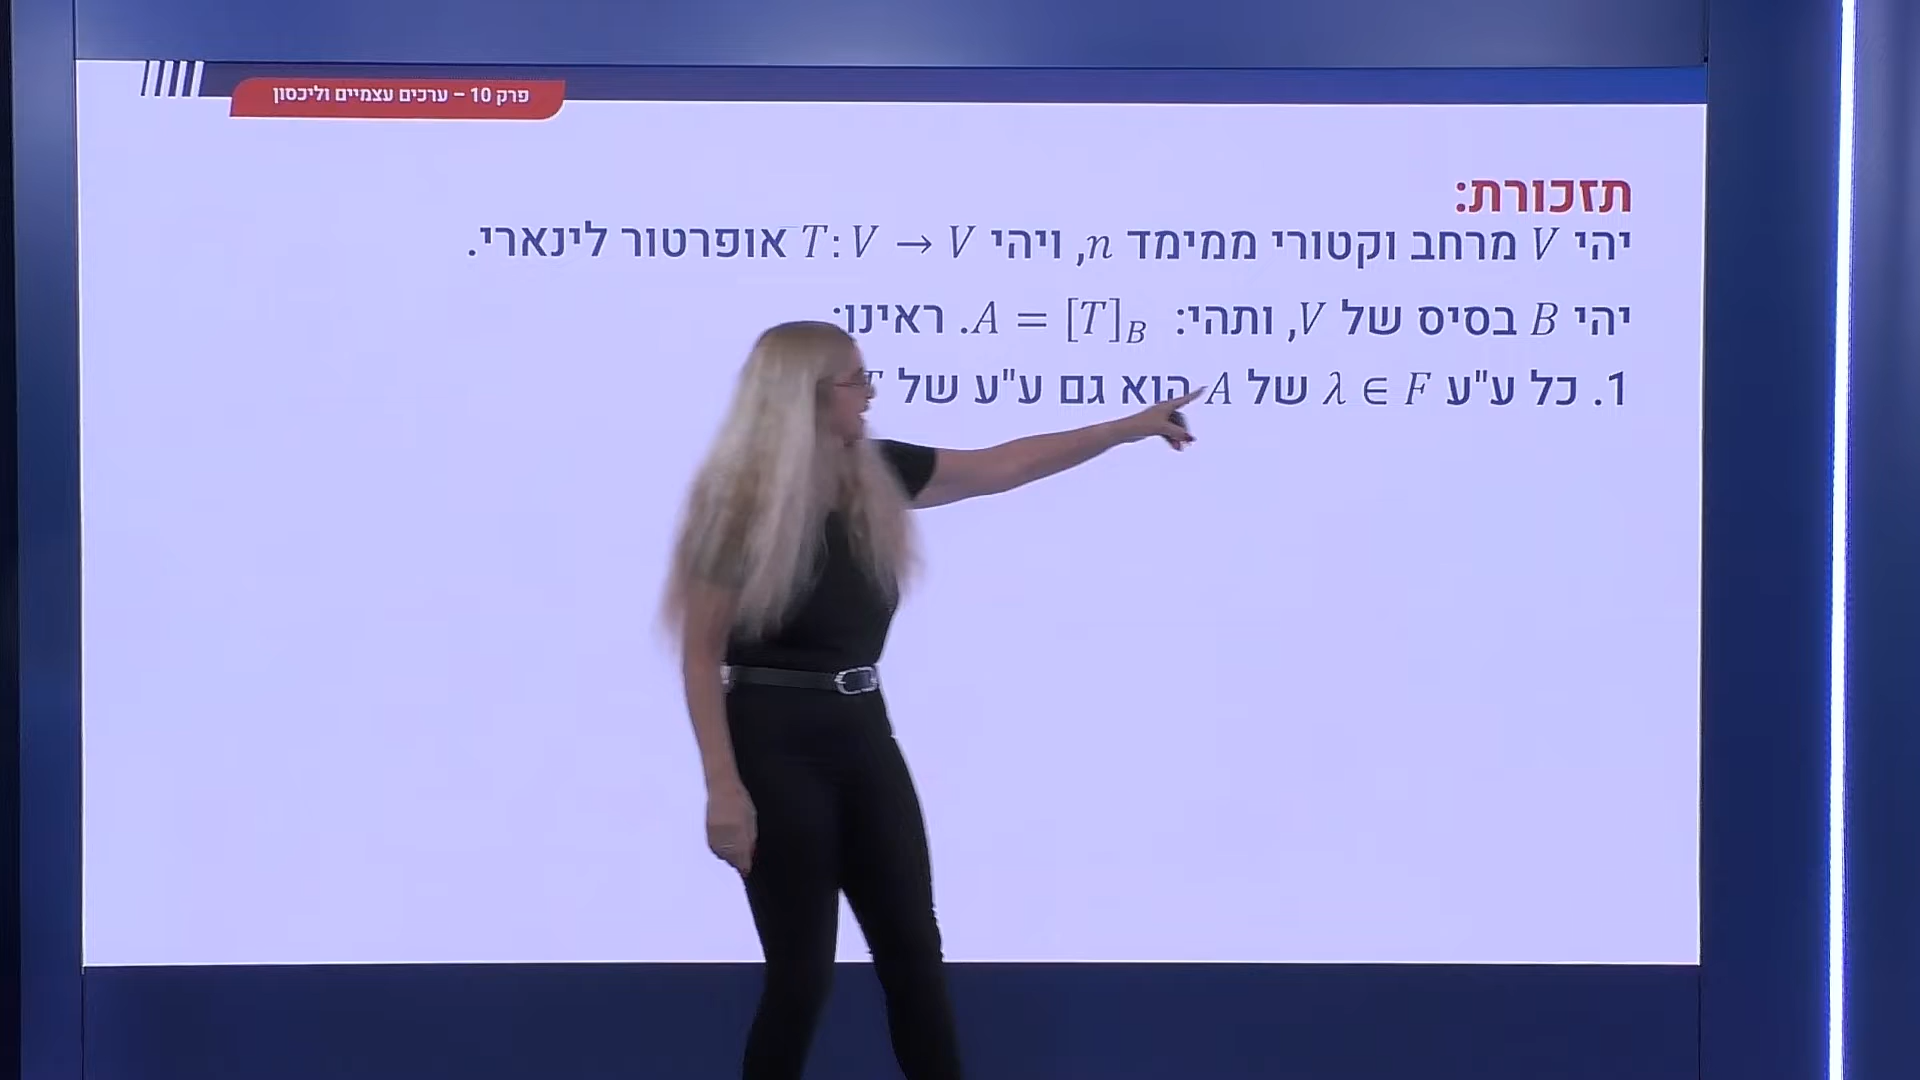 פרק 10 – ערכים עצמיים וליכסון
תזכורת:
יהי V מרחב וקטורי ממימד n, ויהי T: V → V אופרטור לינארי.
יהי B בסיס של V, ותהי: A = [T]_B. ראינו:
1. כל ע"ע λ ∈ F של A הוא גם ע"ע של T